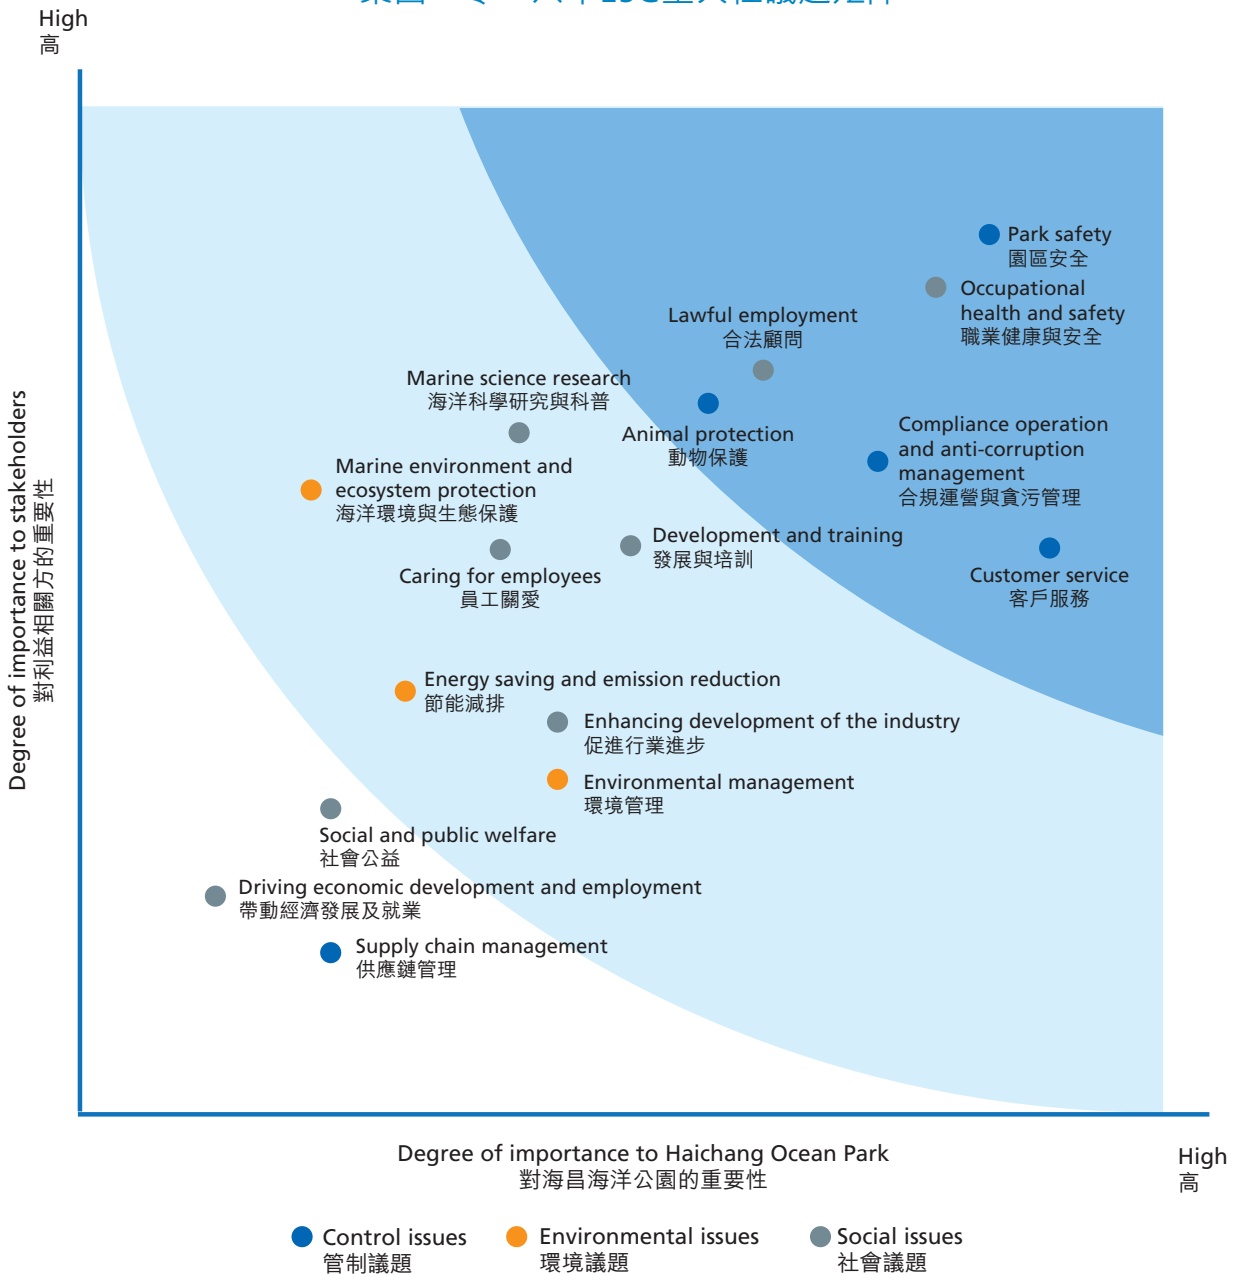 High
高
Park safety
園區安全
Occupational
health and safety
職業健康與安全
Lawful employment
合法顧問
Marine science research
海洋科學研究與科普
Animal protection
動物保護
Compliance operation
and anti-corruption
management
合規運營與貪污管理
Marine environment and
ecosystem protection
海洋環境與生態保護
Development and training
發展與培訓
Caring for employees
員工關愛
Customer service
客戶服務
Degree of importance to stakeholders
對利益相關方的重要性
Energy saving and emission reduction
節能減排
Enhancing development of the industry
促進行業進步
Environmental management
環境管理
Social and public welfare
社會公益
Driving economic development and employment
帶動經濟發展及就業
Supply chain management
供應鏈管理
Degree of importance to Haichang Ocean Park
對海昌海洋公園的重要性
High
高
Control issues
管制議題
Environmental issues
環境議題
Social issues
社會議題